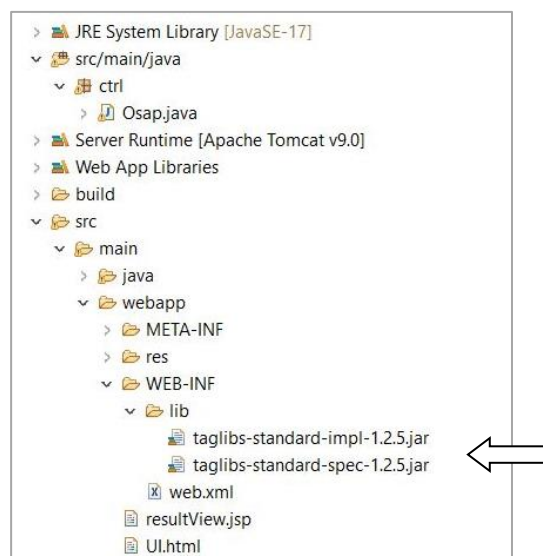 JRE System Library [JavaSE-17]
src/main/java
ctrl
Osap.java
Server Runtime [Apache Tomcat v9.0]
Web App Libraries
build
src
main
java
webapp
META-INF
res
WEB-INF
lib
taglibs-standard-impl-1.2.5.jar
taglibs-standard-spec-1.2.5.jar
web.xml
resultView.jsp
UI.html